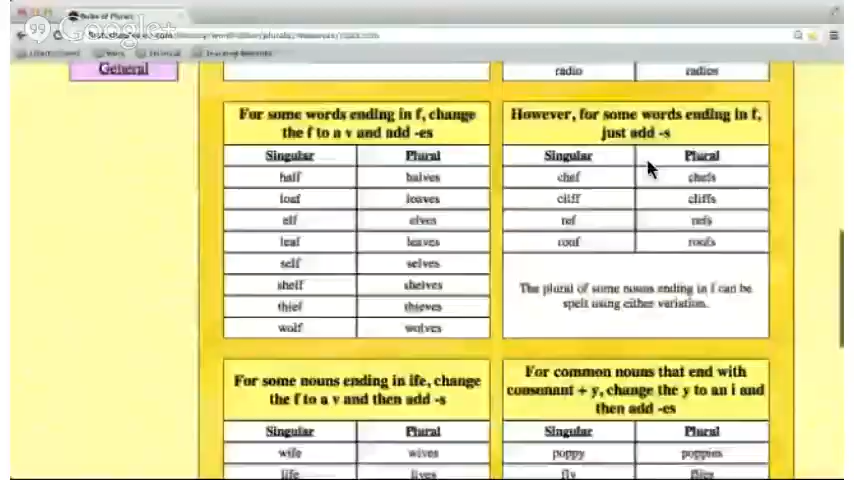 Rules of Plurals
Google+
General
radio radios
For some words ending in f, change
the f to a v and add -es
Singular Plural
half halves
loaf loaves
elf elves
leaf leaves
self selves
shelf shelves
thief thieves
wolf wolves
However, for some words ending in f,
just add -s
Singular Plural
chef chefs
cliff cliffs
ref refs
roof roofs
The plural of some nouns ending in f can be
spelt using either variation.
For some nouns ending in ife, change
the f to a v and then add -s
Singular Plural
wife wives
life lives
For common nouns that end with
consonant + y, change the y to an i and
then add -es
Singular Plural
poppy poppies
fly flies